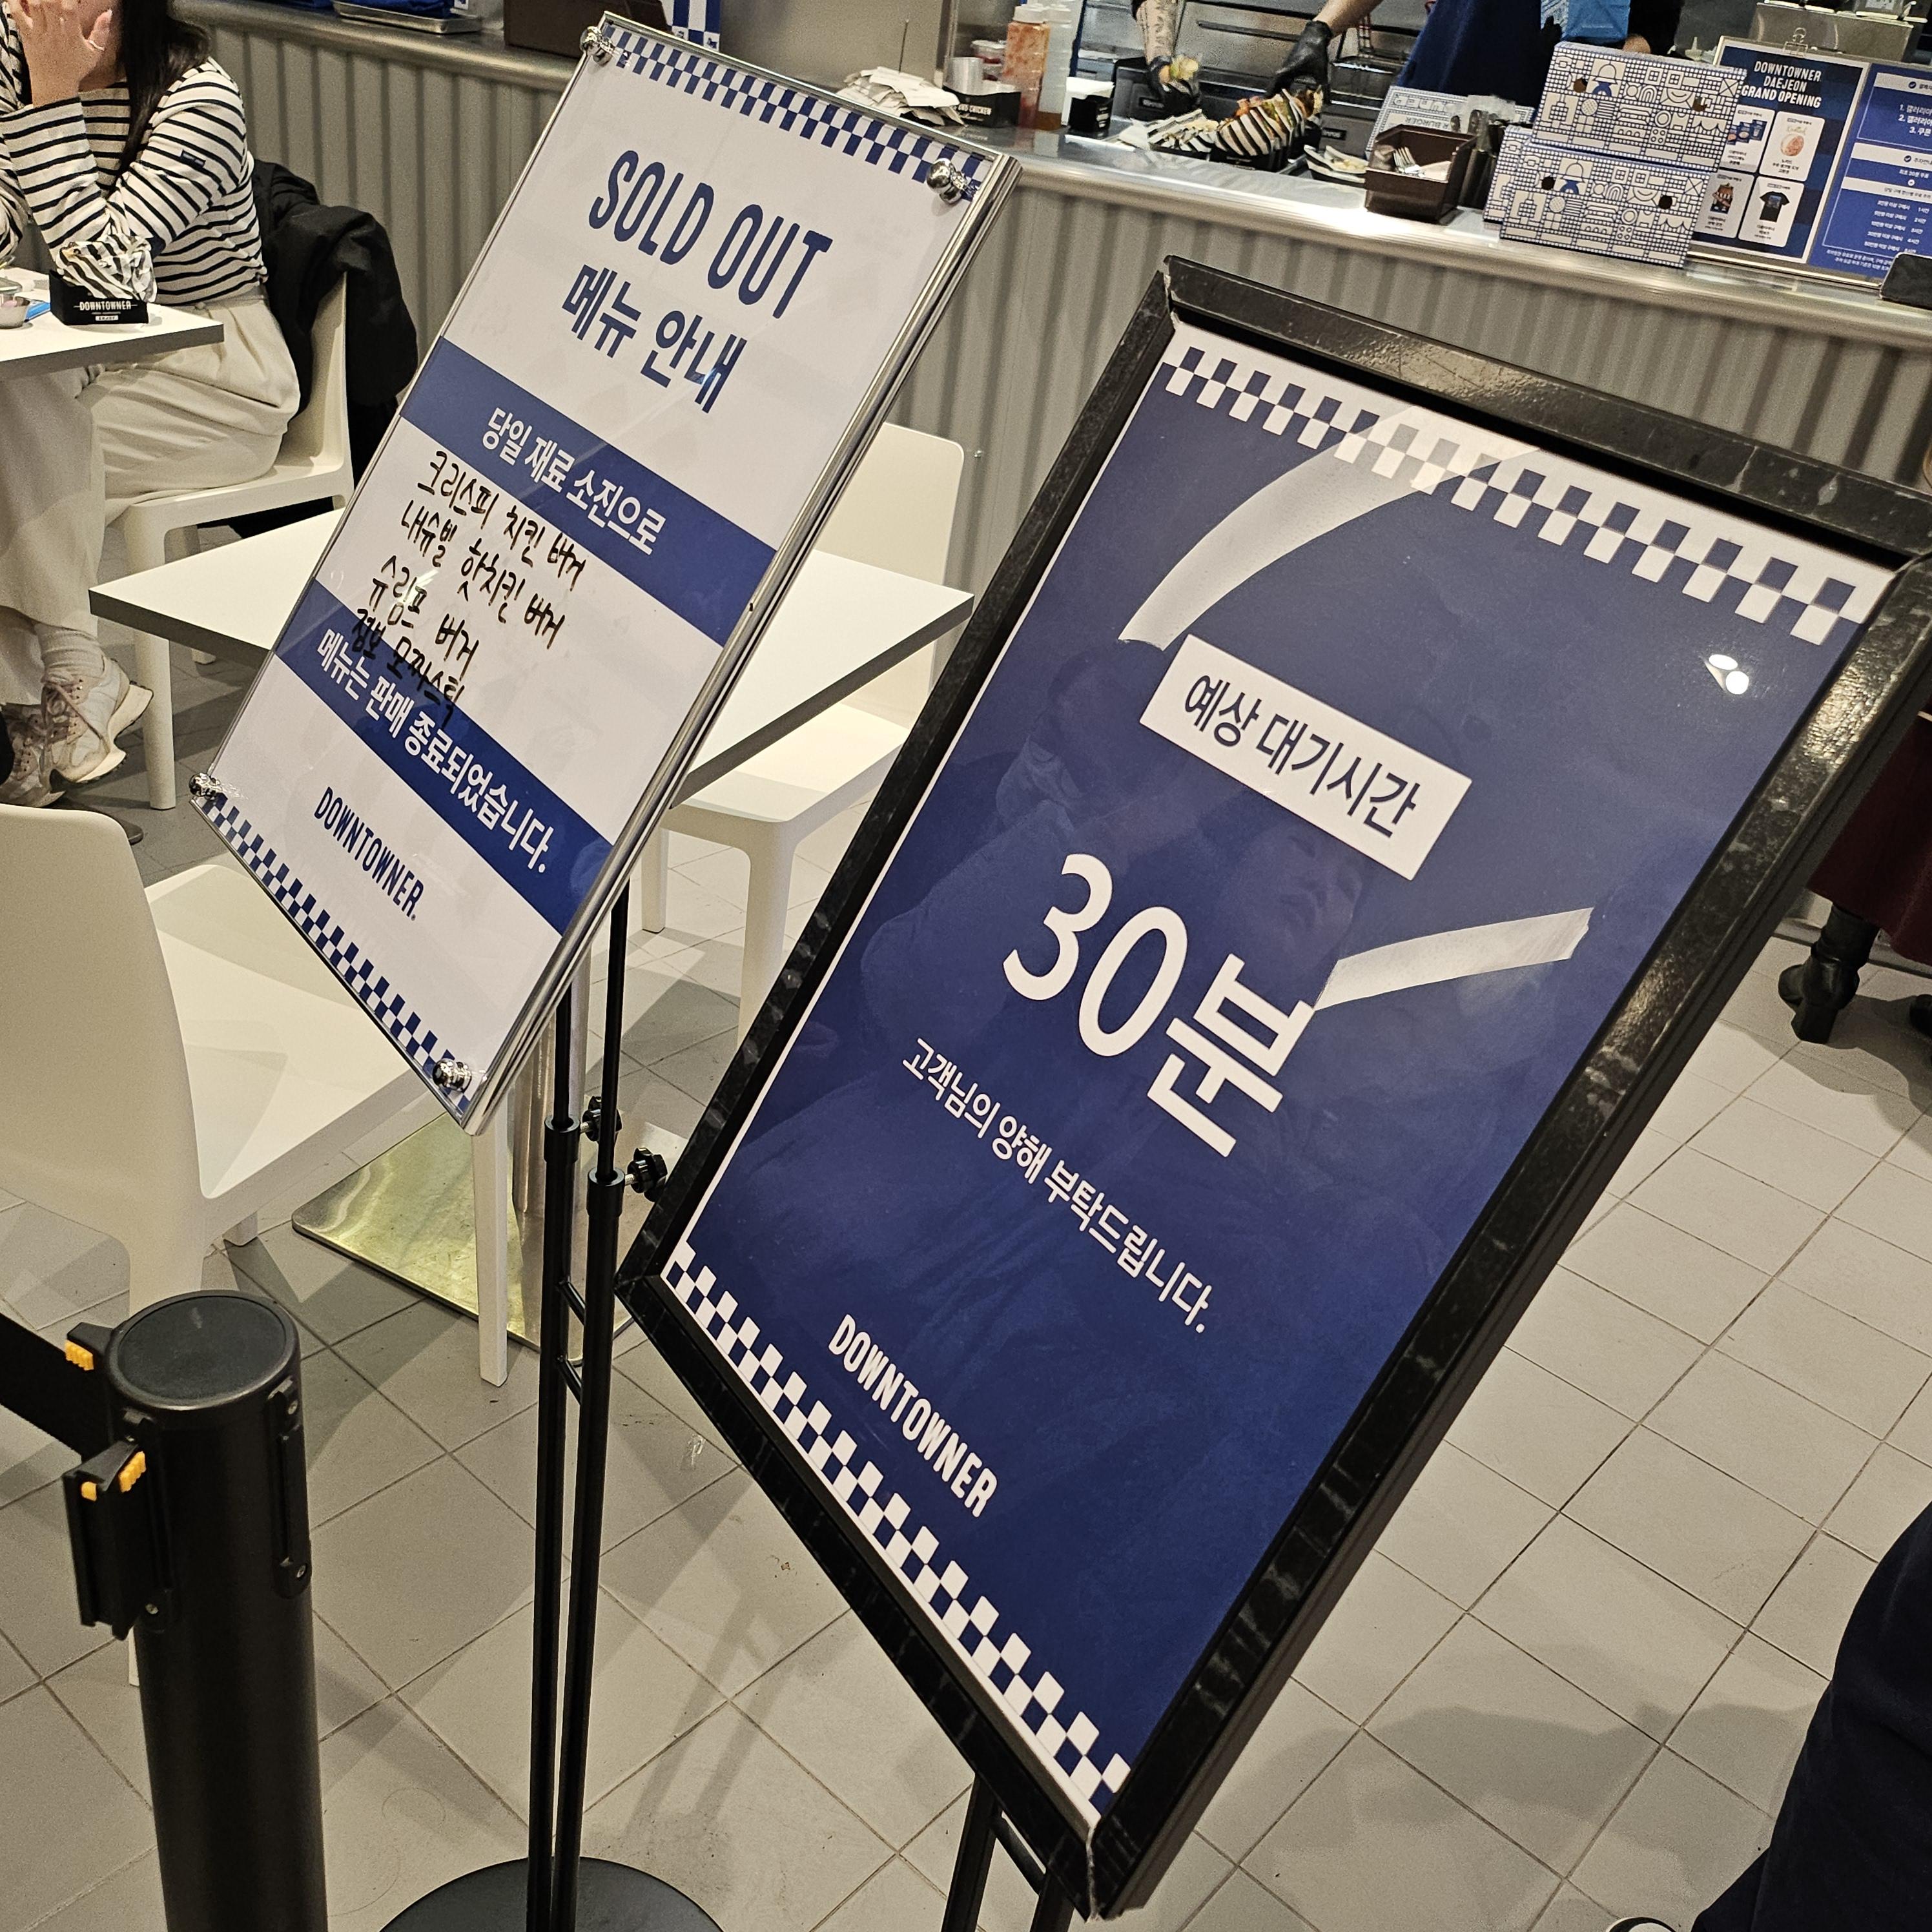 SOLD OUT
메뉴 안내
당일 재료 소진으로
크리스피 치킨 버거
내슈빌 핫치킨 버거
슈림프 버거
점보 모짜스틱
메뉴는 판매 종료되었습니다.
DOWNTOWNER.
예상 대기시간
30분
고객님의 양해 부탁드립니다.
DOWNTOWNER
DOWNTOWNER
DOWNTOWNER
DAEJEON
GRAND OPENING